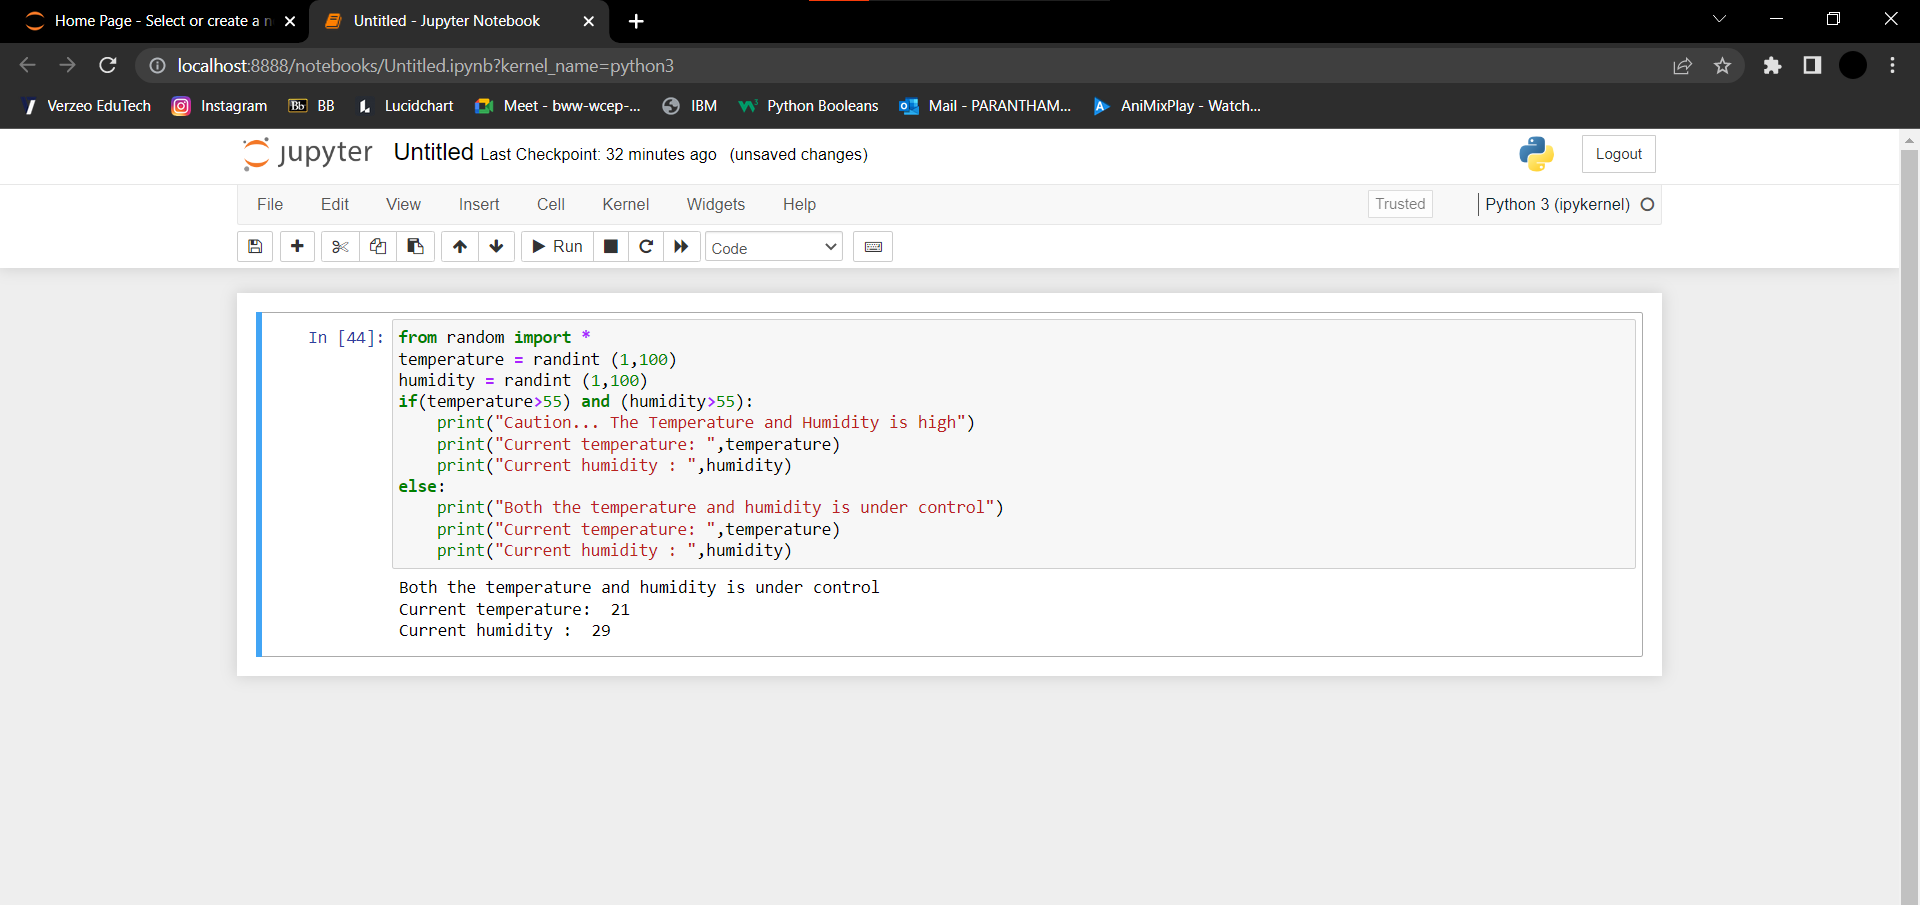 Home Page - Select or create a n
Untitled - Jupyter Notebook
localhost:8888/notebooks/Untitled.ipynb?kernel_name=python3
Verzeo EduTech Instagram Bb BB Lucidchart Meet - bww-wcep-... IBM Python Booleans Mail - PARANTHAM... AniMixPlay - Watch...
jupyter Untitled Last Checkpoint: 32 minutes ago (unsaved changes) Logout
File Edit View Insert Cell Kernel Widgets Help Trusted Python 3 (ipykernel)
Run Code
In [44]: from random import *
temperature = randint (1,100)
humidity = randint (1,100)
if(temperature>55) and (humidity>55):
    print("Caution... The Temperature and Humidity is high")
    print("Current temperature: ",temperature)
    print("Current humidity : ",humidity)
else:
    print("Both the temperature and humidity is under control")
    print("Current temperature: ",temperature)
    print("Current humidity : ",humidity)
Both the temperature and humidity is under control
Current temperature:  21
Current humidity :  29